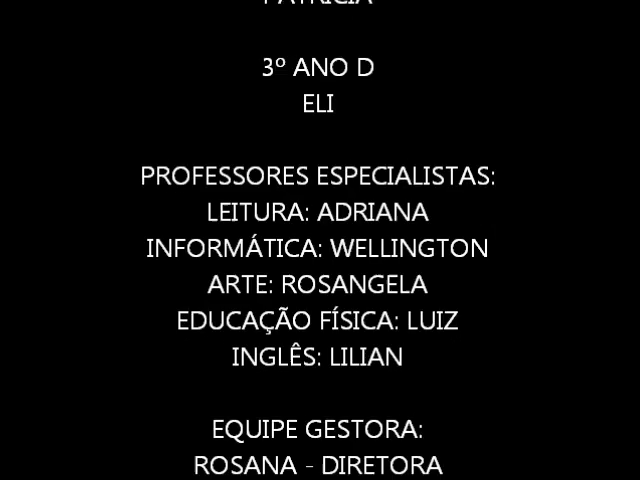 PATRICIA
3º ANO D
ELI
PROFESSORES ESPECIALISTAS:
LEITURA: ADRIANA
INFORMÁTICA: WELLINGTON
ARTE: ROSANGELA
EDUCAÇÃO FÍSICA: LUIZ
INGLÊS: LILIAN
EQUIPE GESTORA:
ROSANA - DIRETORA